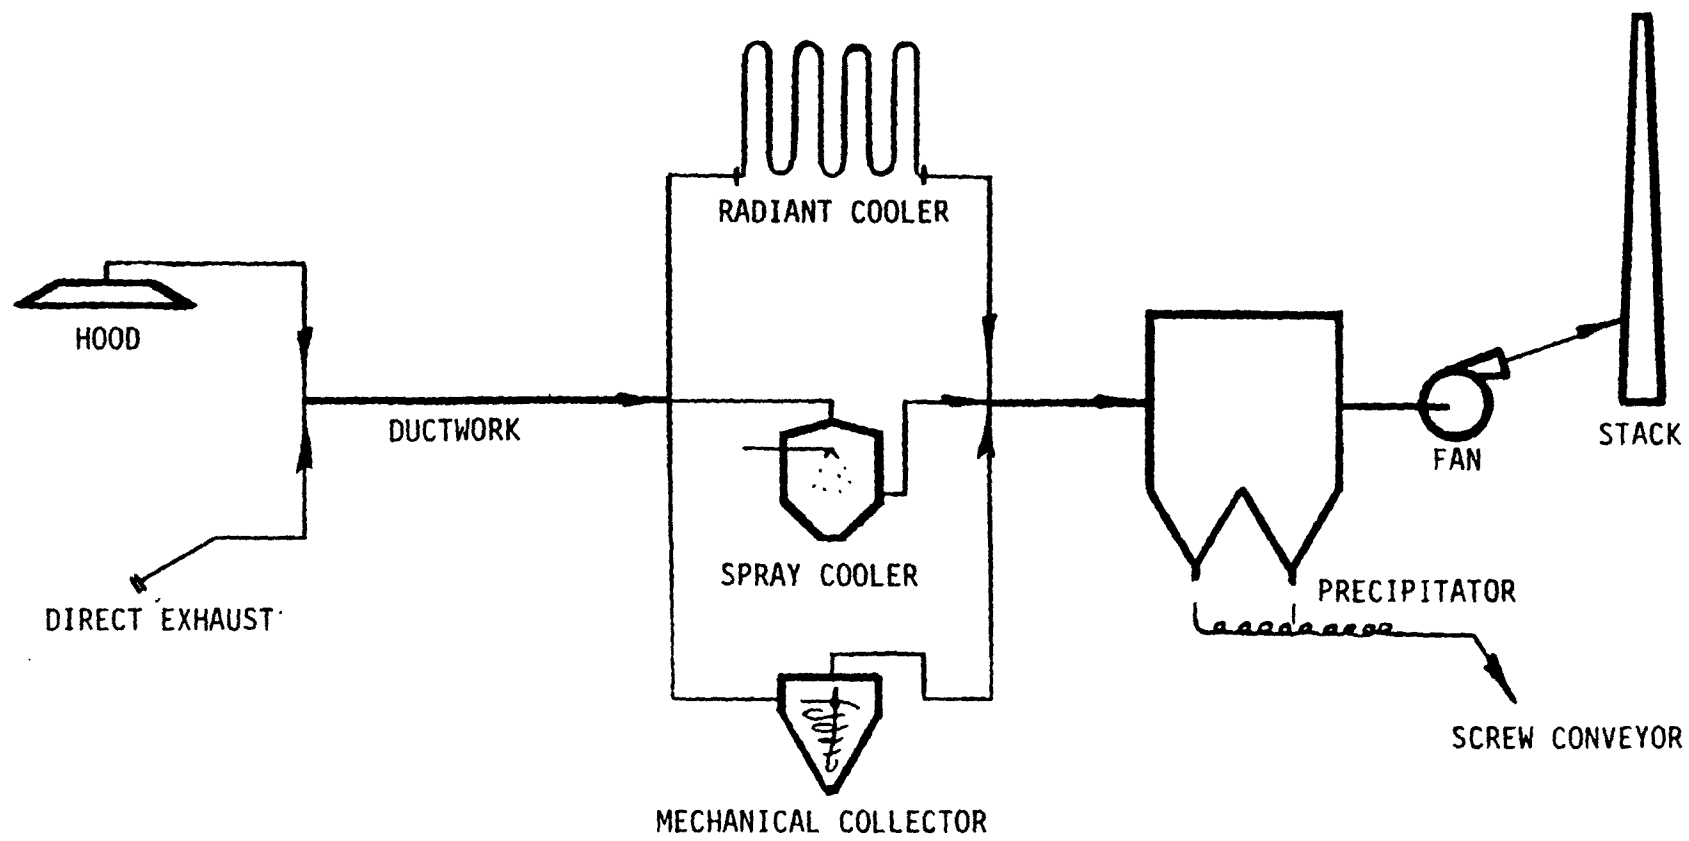 RADIANT COOLER
HOOD
DUCTWORK
STACK
FAN
SPRAY COOLER
PRECIPITATOR
DIRECT EXHAUST
SCREW CONVEYOR
MECHANICAL COLLECTOR